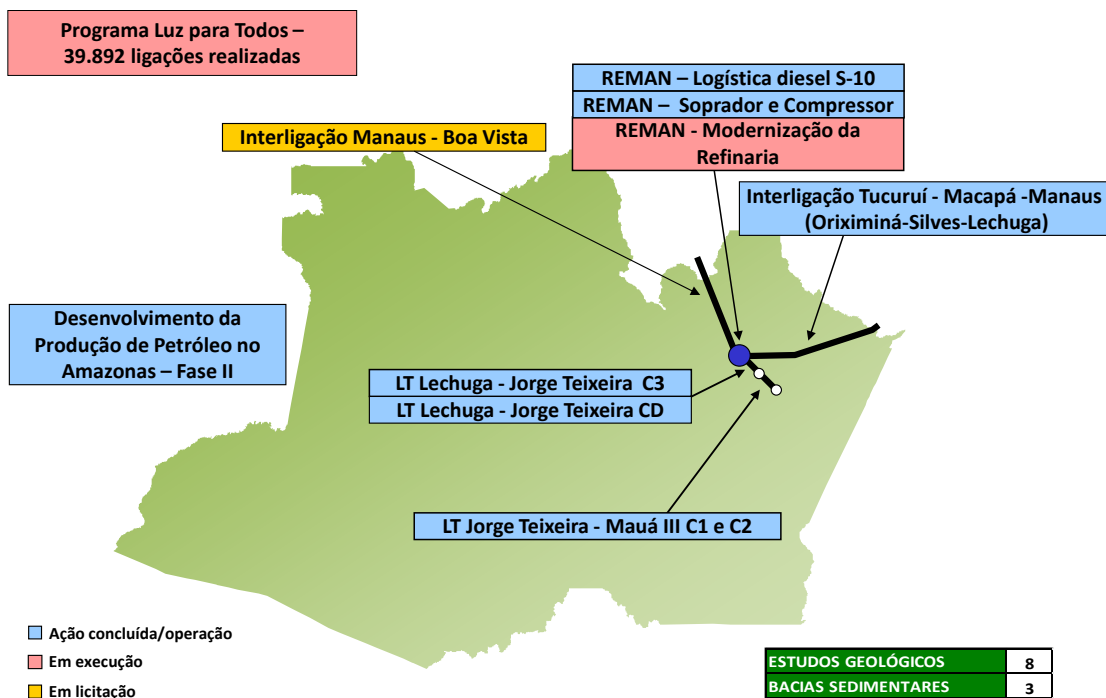 Programa Luz para Todos –
39.892 ligações realizadas
REMAN – Logística diesel S-10
REMAN – Soprador e Compressor
REMAN - Modernização da
Refinaria
Interligação Manaus - Boa Vista
Interligação Tucuruí - Macapá -Manaus
(Oriximiná-Silves-Lechuga)
Desenvolvimento da
Produção de Petróleo no
Amazonas – Fase II
LT Lechuga - Jorge Teixeira C3
LT Lechuga - Jorge Teixeira CD
LT Jorge Teixeira - Mauá III C1 e C2
Ação concluída/operação
Em execução
Em licitação
ESTUDOS GEOLÓGICOS 8
BACIAS SEDIMENTARES 3